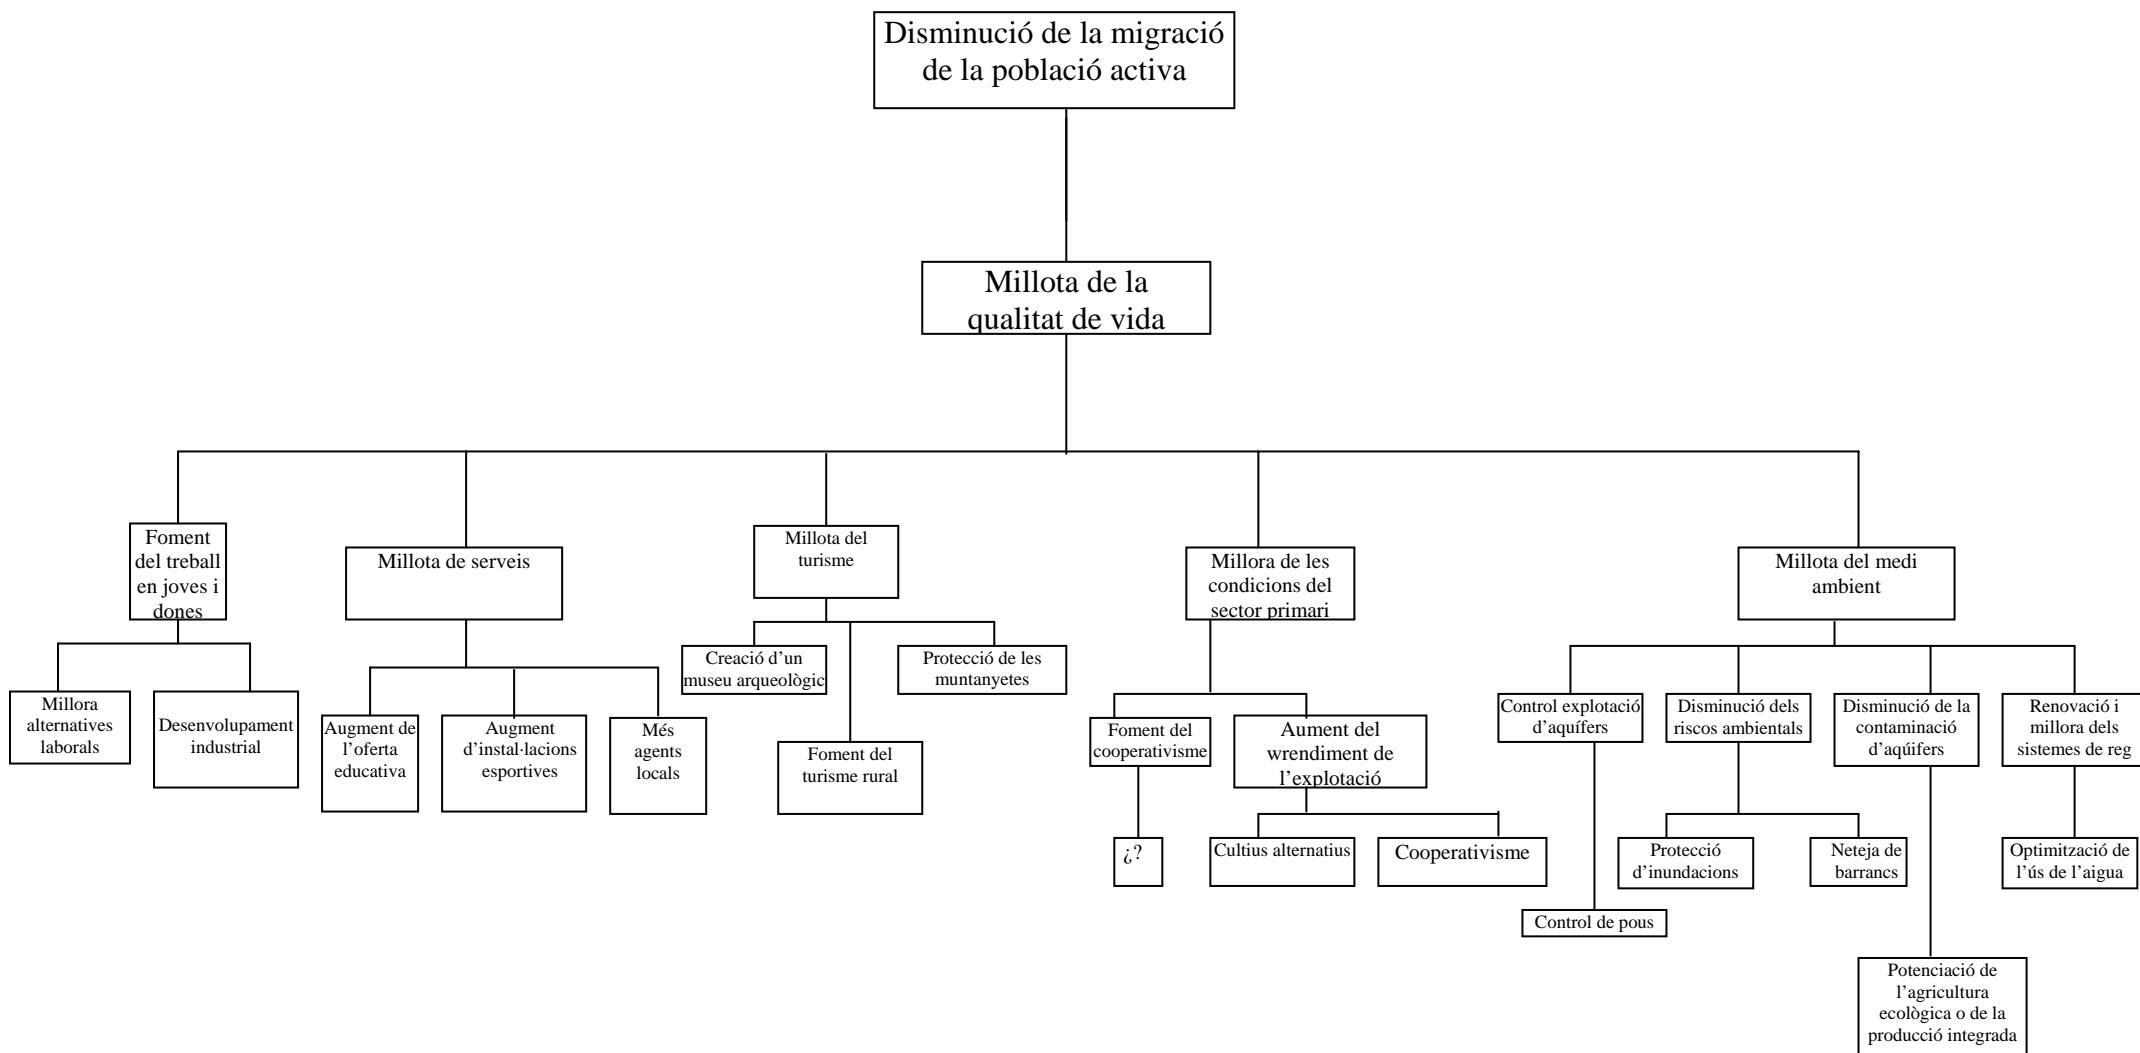 Disminució de la migració
de la població activa
Millota de la
qualitat de vida
Foment
del treball
en joves i
dones
Millota de serveis
Millota del
turisme
Millora de les
condicions del
sector primari
Millota del medi
ambient
Millora
alternatives
laborals
Desenvolupament
industrial
Augment de
l’oferta
educativa
Augment
d’instal·lacions
esportives
Més
agents
locals
Creació d’un
museu arqueològic
Foment del
turisme rural
Protecció de les
muntanyetes
Foment del
cooperativisme
Aument del
wrendiment de
l’explotació
Control explotació
d’aquífers
Disminució dels
riscos ambientals
Disminució de la
contaminació
d’aqúifers
Renovació i
millora dels
sistemes de reg
¿?
Cultius alternatius
Cooperativisme
Protecció
d’inundacions
Neteja de
barrancs
Optimització de
l’ús de l’aigua
Control de pous
Potenciació de
l’agricultura
ecològica o de la
producció integrada